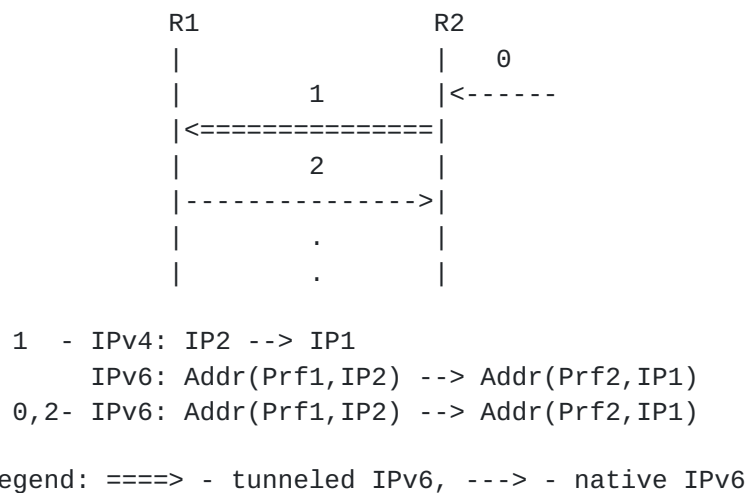 R1 R2
| | 0
| 1 |<------
|<===============|
| 2 |
|--------------->|
| . |
| . |
1 - IPv4: IP2 --> IP1
IPv6: Addr(Prf1,IP2) --> Addr(Prf2,IP1)
0,2- IPv6: Addr(Prf1,IP2) --> Addr(Prf2,IP1)
egend: ====> - tunneled IPv6, ---> - native IPv6